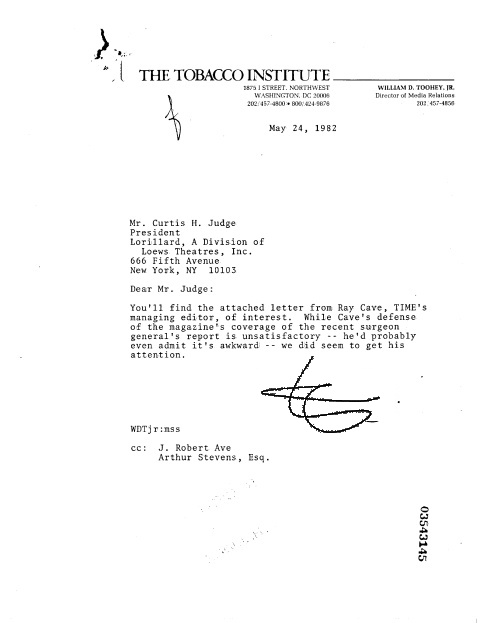 THE TOBACCO INSTITUTE
1875 I STREET, NORTHWEST
WASHINGTON, DC 20006
202/457-4800 • 800/424-9876
WILLIAM D. TOOHEY, JR.
Director of Media Relations
202/457-4856
May 24, 1982
Mr. Curtis H. Judge
President
Lorillard, A Division of
Loews Theatres, Inc.
666 Fifth Avenue
New York, NY 10103
Dear Mr. Judge:
You'll find the attached letter from Ray Cave, TIME's
managing editor, of interest. While Cave's defense
of the magazine's coverage of the recent surgeon
general's report is unsatisfactory -- he'd probably
even admit it's awkward -- we did seem to get his
attention.
WDTjr:mss
cc: J. Robert Ave
Arthur Stevens, Esq.
03543145